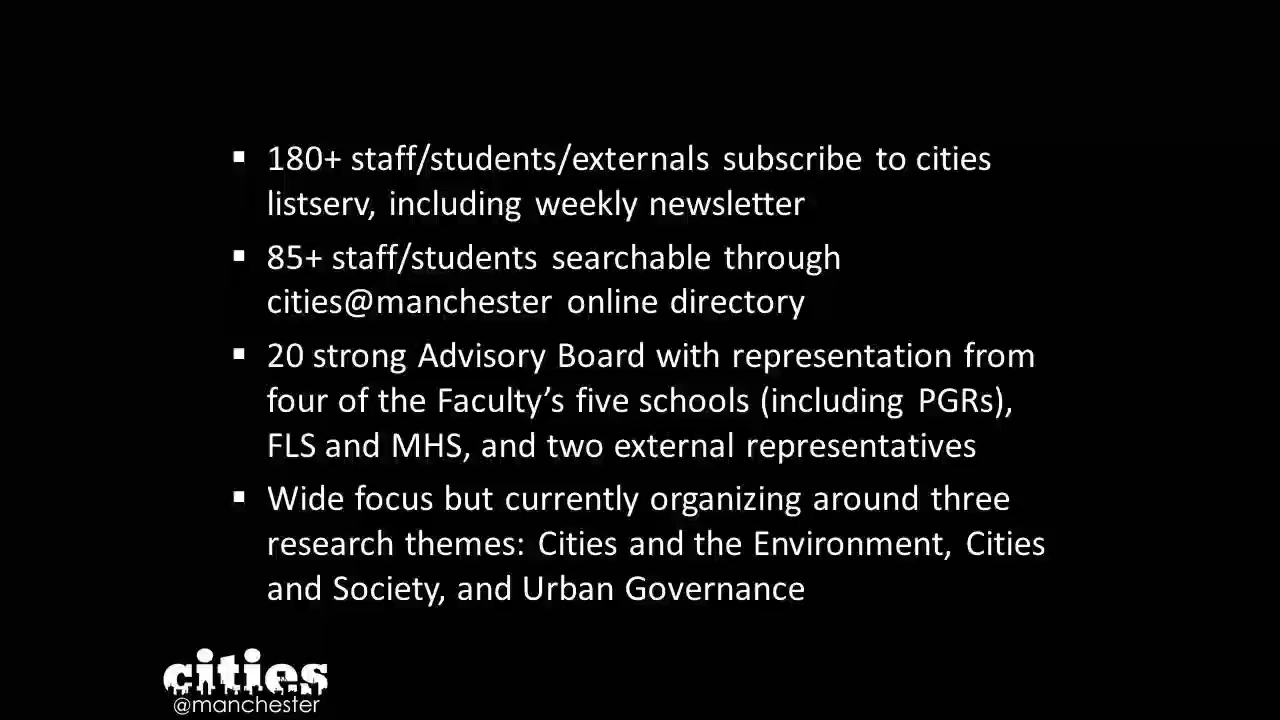 ▪ 180+ staff/students/externals subscribe to cities
listserv, including weekly newsletter
▪ 85+ staff/students searchable through
cities@manchester online directory
▪ 20 strong Advisory Board with representation from
four of the Faculty’s five schools (including PGRs),
FLS and MHS, and two external representatives
▪ Wide focus but currently organizing around three
research themes: Cities and the Environment, Cities
and Society, and Urban Governance
cities
@manchester